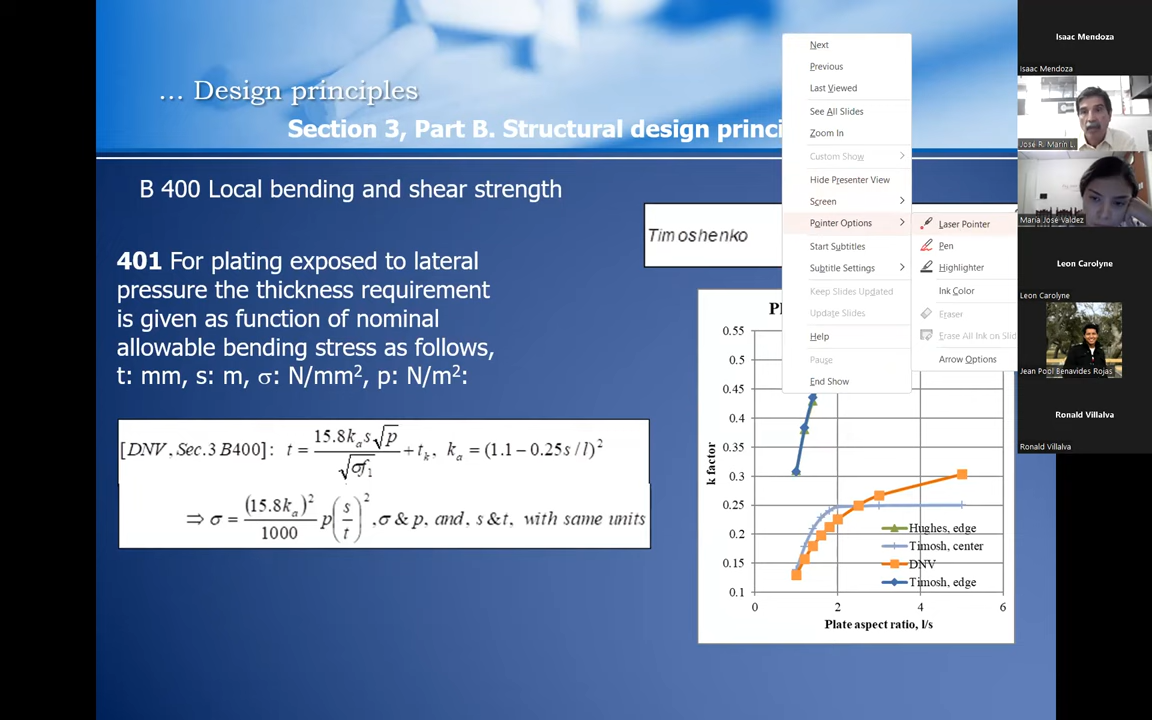 ... Design principles
Section 3, Part B. Structural design princi
B 400 Local bending and shear strength
401 For plating exposed to lateral
pressure the thickness requirement
is given as function of nominal
allowable bending stress as follows,
t: mm, s: m, σ: N/mm², p: N/m²:
[DNV, Sec.3 B400]: t = 15.8kₐs√p / √σf₁ + tₖ, kₐ = (1.1 − 0.25s/l)²
⇒ σ = (15.8kₐ)² / 1000 p(s/t)², σ & p, and, s & t, with same units
Timoshenko
Pl
0.55
0.5
0.45
0.4
0.35
0.3
0.25
0.2
0.15
0.1
k factor
0
2
4
6
Plate aspect ratio, l/s
Hughes, edge
Timosh, center
DNV
Timosh, edge
Next
Previous
Last Viewed
See All Slides
Zoom In
Custom Show
Hide Presenter View
Screen
Pointer Options
Start Subtitles
Subtitle Settings
Keep Slides Updated
Update Slides
Help
Pause
End Show
Laser Pointer
Pen
Highlighter
Ink Color
Eraser
Erase All Ink on Slid
Arrow Options
Isaac Mendoza
Isaac Mendoza
José R. Marín L.
María José Valdez
Leon Carolyne
Leon Carolyne
Jean Pool Benavides Rojas
Ronald Villalva
Ronald Villalva